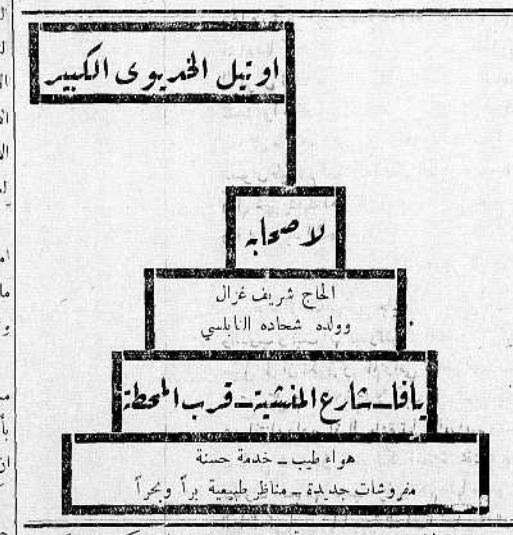 اوتيل الخديوى الكبير
لاصحابه
الحاج شريف غزال
وولده شحاده النابلسي
يافا ـ شارع المنشية ـ قرب المحطة
هواء طيب ـ خدمة حسنة
مفروشات جديدة ـ مناظر طبيعية براً وبحراً